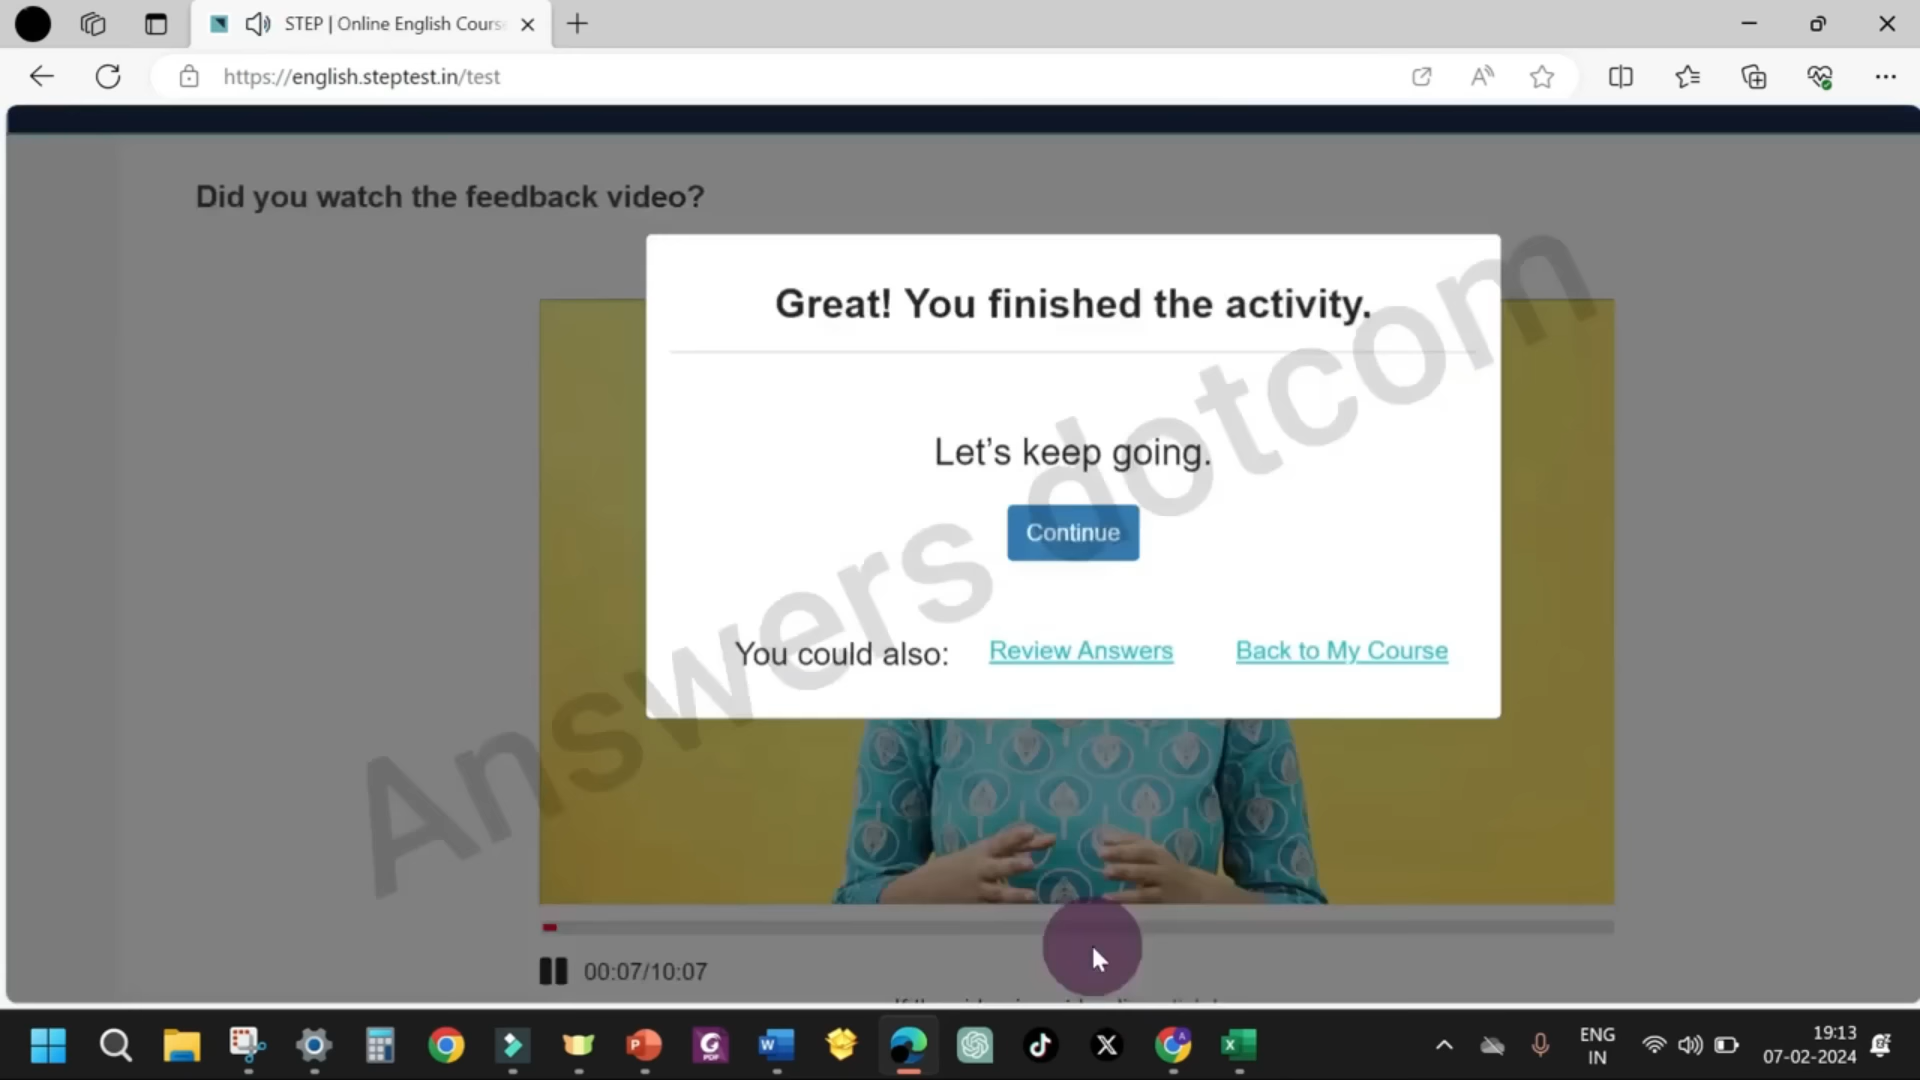 STEP | Online English Cours
https://english.steptest.in/test
Did you watch the feedback video?
Great! You finished the activity.
Let's keep going.
Continue
You could also: Review Answers Back to My Course
Answers dotcom
00:07/10:07
ENG
IN
19:13
07-02-2024